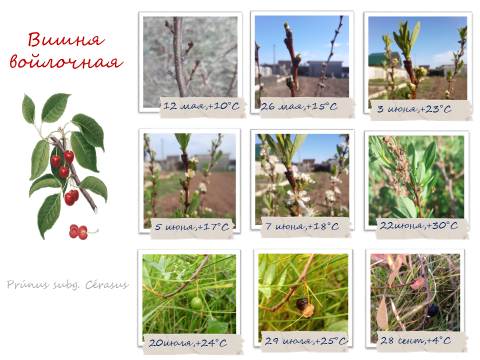 Вишня
войлочная
12 мая,+10°C
26 мая,+15°C
3 июня,+23°C
5 июня,+17°C
7 июня,+18°C
22июня,+30°C
Prúnus subg. Cérasus
20июля,+24°C
29 июля,+25°C
28 сент,+4°C